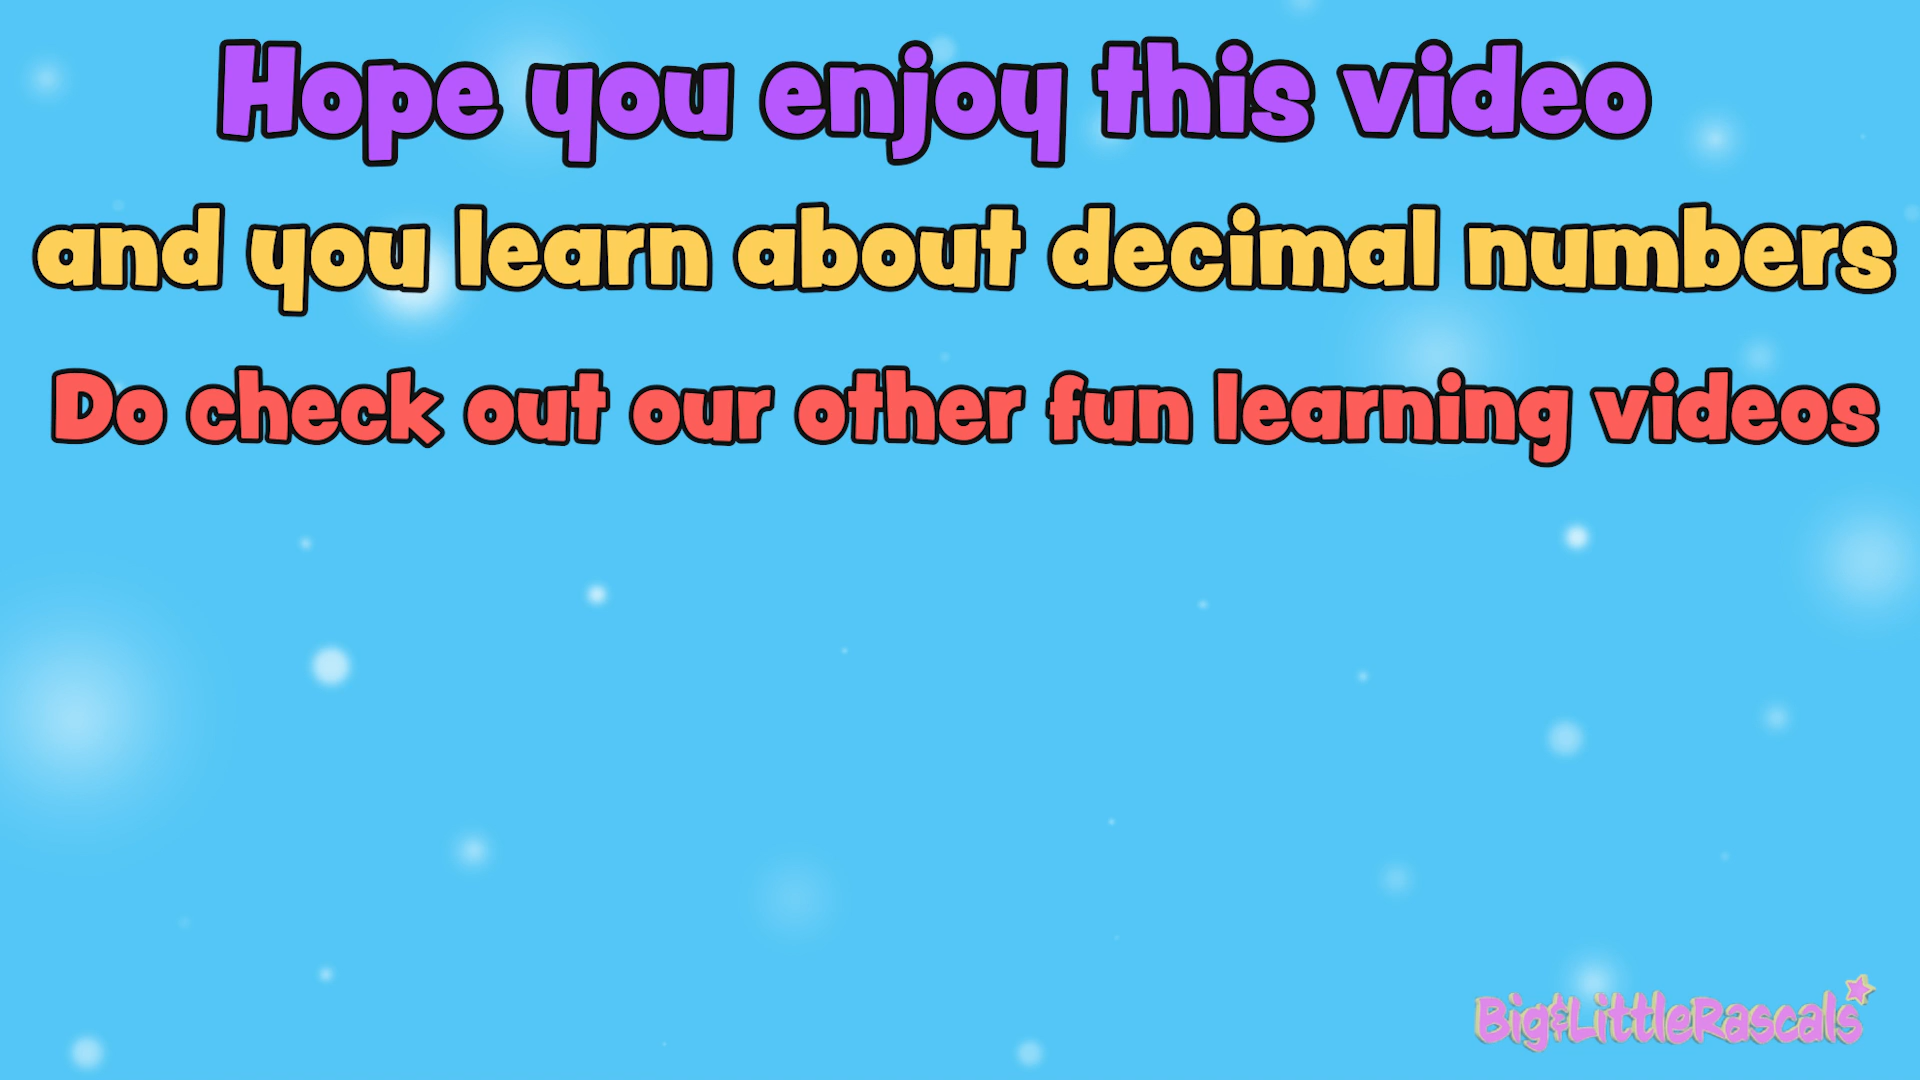 Hope you enjoy this video
and you learn about decimal numbers
Do check out our other fun learning videos
Big&LittleRascals